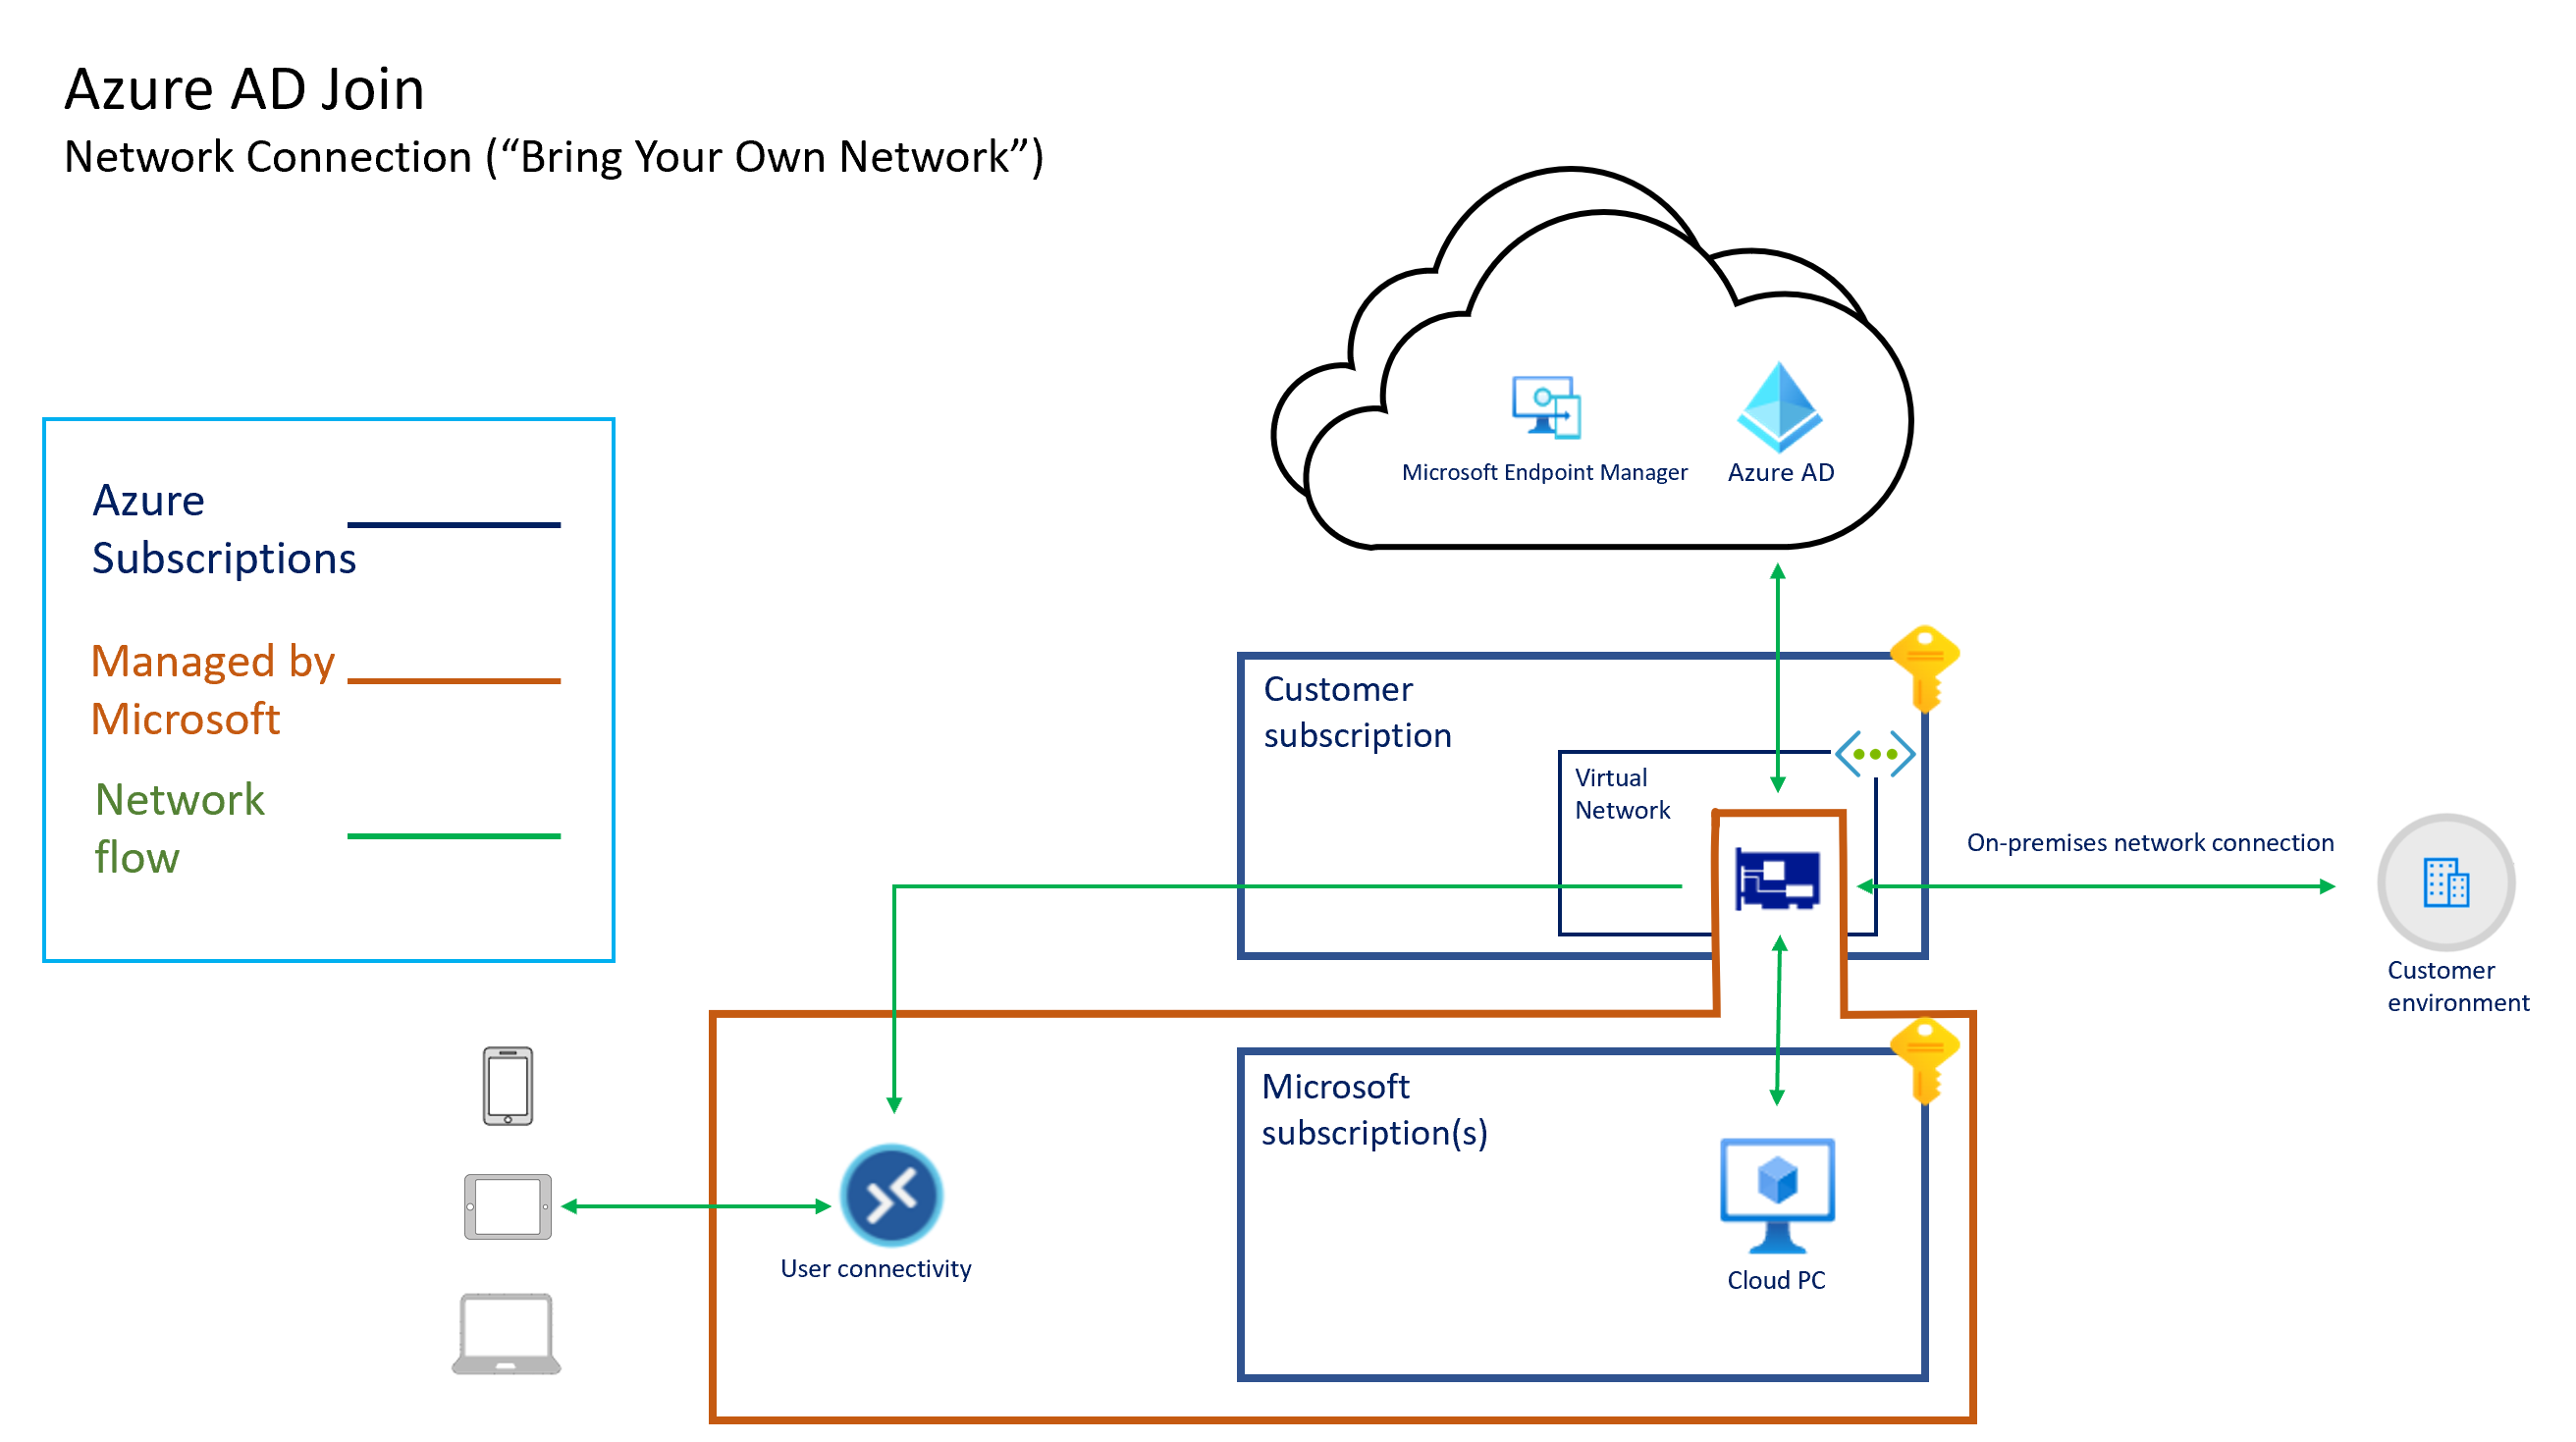 Azure AD Join
Network Connection (“Bring Your Own Network”)
Microsoft Endpoint Manager
Azure AD
Azure
Subscriptions
Managed by
Microsoft
Network
flow
Customer
subscription
Virtual
Network
On-premises network connection
Customer
environment
Microsoft
subscription(s)
User connectivity
Cloud PC